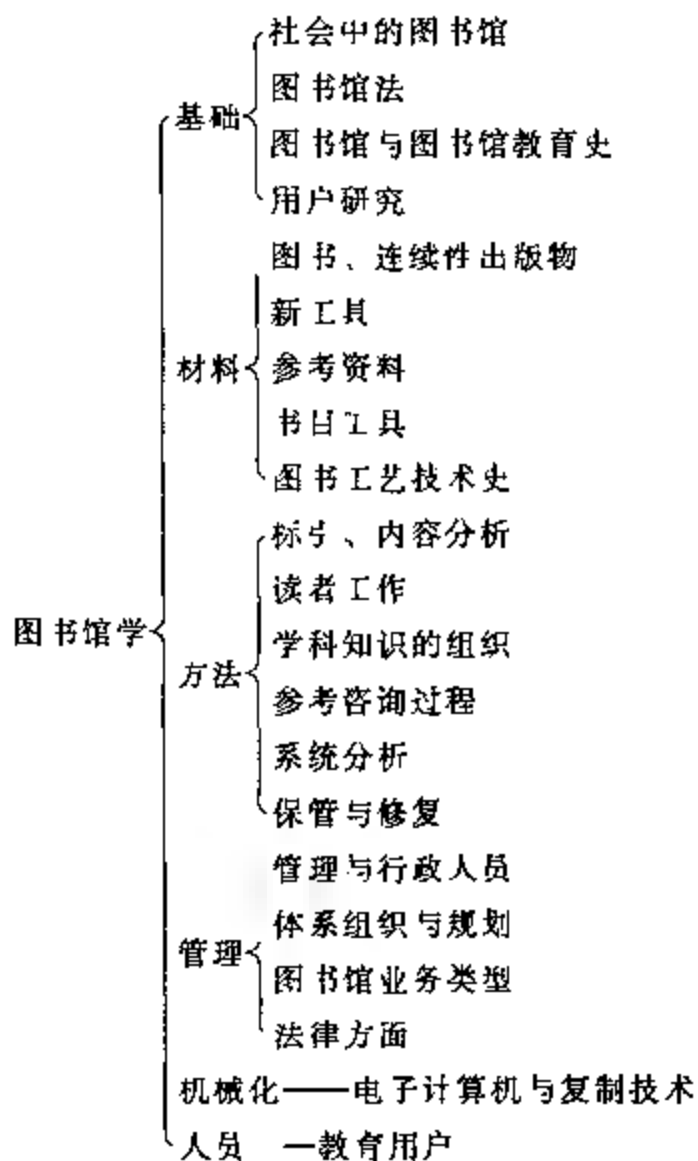 社会中的图书馆
图书馆法
基础
图书馆与图书馆教育史
用户研究
图书、连续性出版物
新工具
材料
参考资料
书目工具
图书工艺技术史
标引、内容分析
读者工作
图书馆学
学科知识的组织
方法
参考咨询过程
系统分析
保管与修复
管理与行政人员
体系组织与规划
管理
图书馆业务类型
法律方面
机械化——电子计算机与复制技术
人员 —教育用户